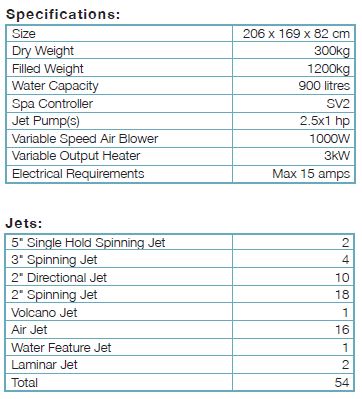 Specifications:
Size 206 x 169 x 82 cm
Dry Weight 300kg
Filled Weight 1200kg
Water Capacity 900 litres
Spa Controller SV2
Jet Pump(s) 2.5x1 hp
Variable Speed Air Blower 1000W
Variable Output Heater 3kW
Electrical Requirements Max 15 amps
Jets:
5" Single Hold Spinning Jet 2
3" Spinning Jet 4
2" Directional Jet 10
2" Spinning Jet 18
Volcano Jet 1
Air Jet 16
Water Feature Jet 1
Laminar Jet 2
Total 54